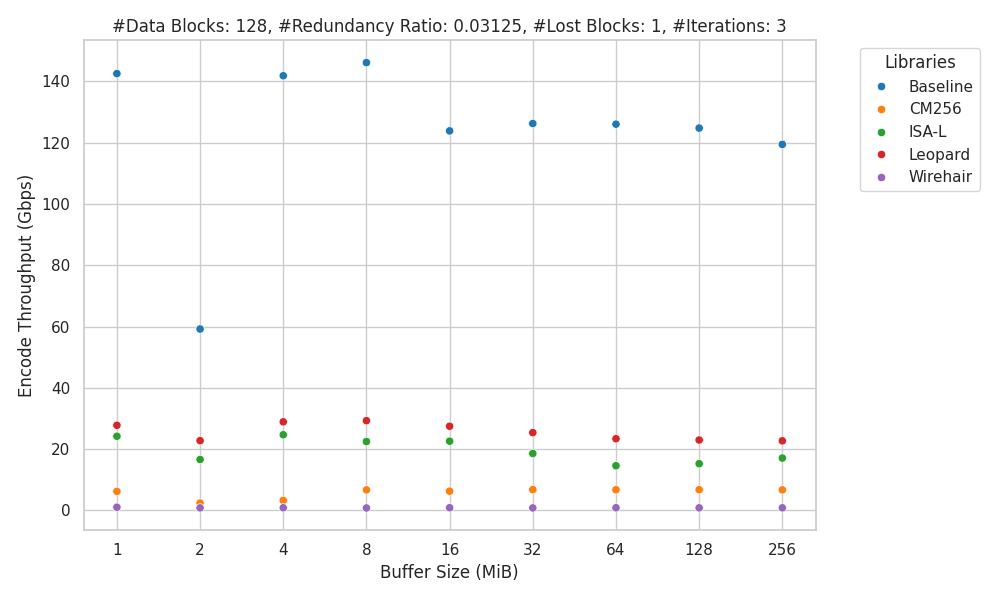 #Data Blocks: 128, #Redundancy Ratio: 0.03125, #Lost Blocks: 1, #Iterations: 3
Libraries
Baseline
CM256
ISA-L
Leopard
Wirehair
Encode Throughput (Gbps)
140
120
100
80
60
40
20
0
1 2 4 8 16 32 64 128 256
Buffer Size (MiB)